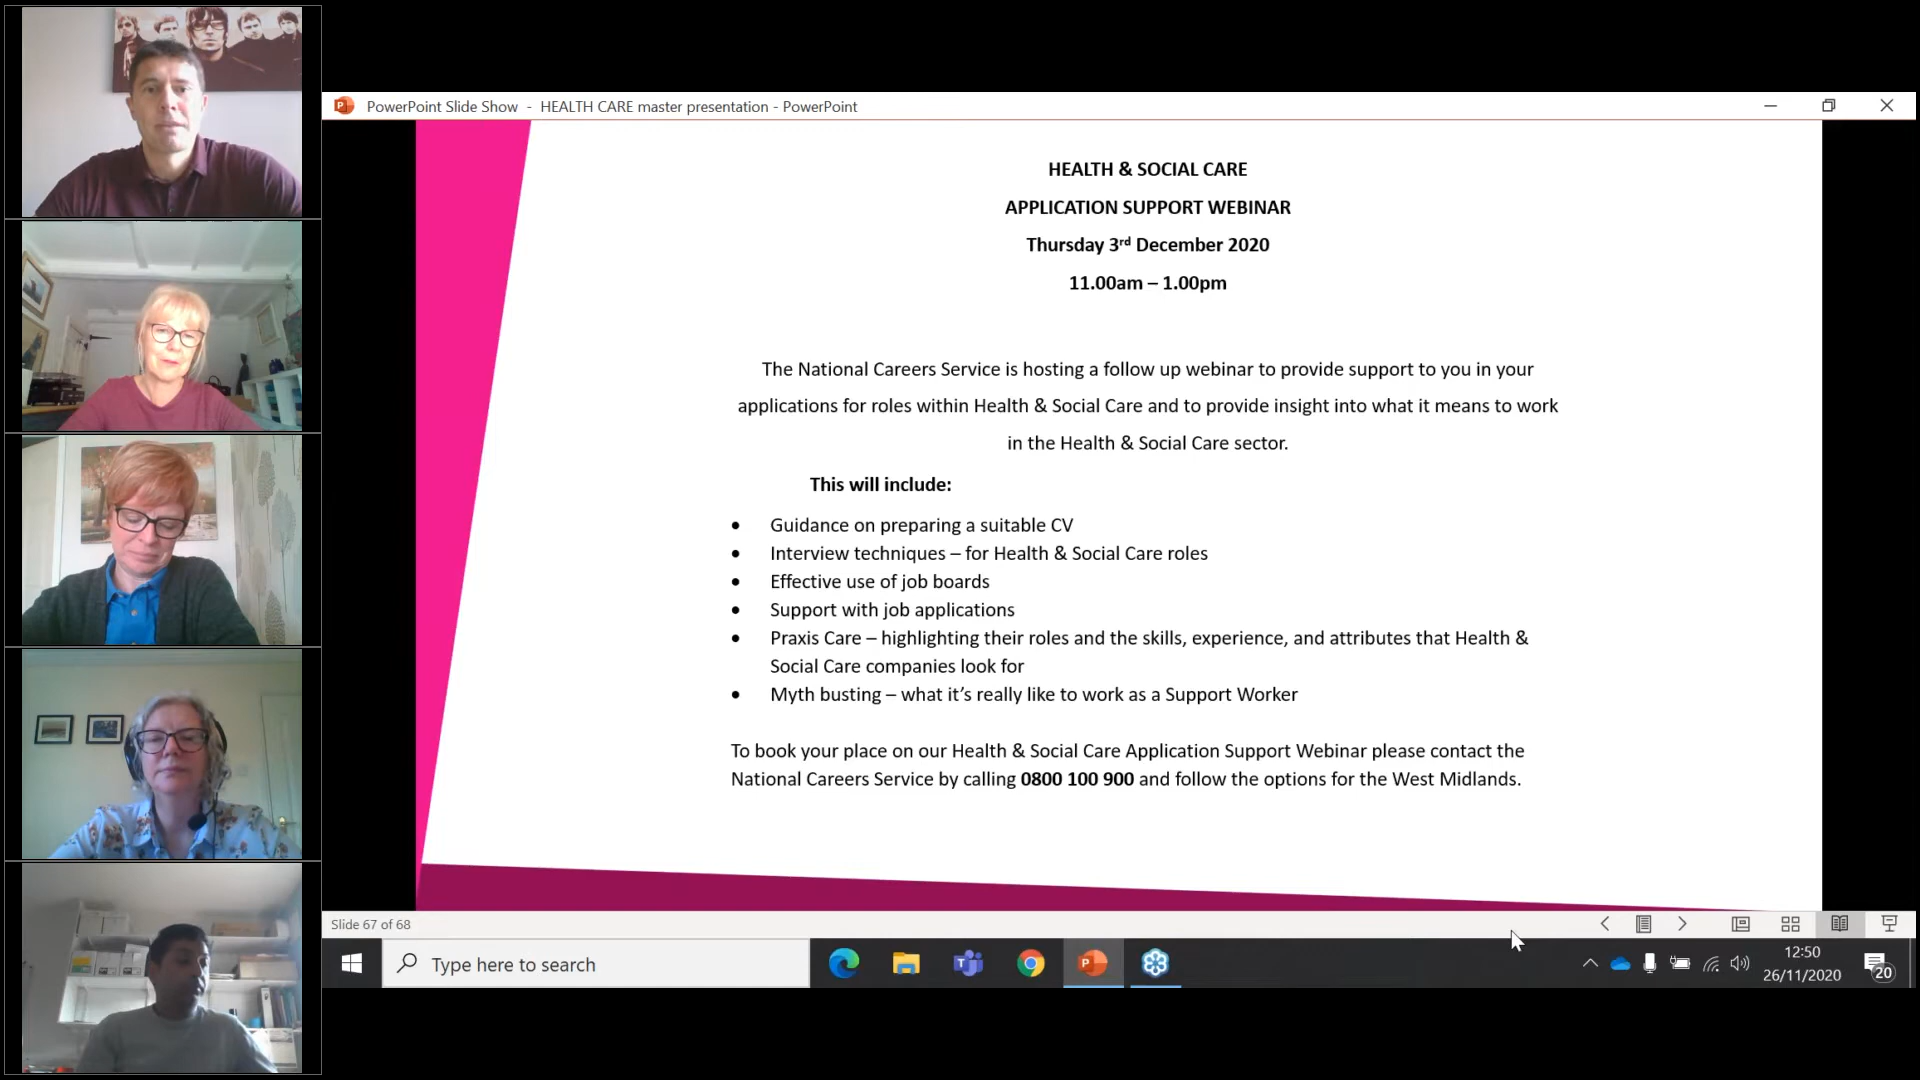 PowerPoint Slide Show - HEALTH CARE master presentation - PowerPoint
HEALTH & SOCIAL CARE
APPLICATION SUPPORT WEBINAR
Thursday 3rd December 2020
11.00am – 1.00pm
The National Careers Service is hosting a follow up webinar to provide support to you in your
applications for roles within Health & Social Care and to provide insight into what it means to work
in the Health & Social Care sector.
This will include:
• Guidance on preparing a suitable CV
• Interview techniques – for Health & Social Care roles
• Effective use of job boards
• Support with job applications
• Praxis Care – highlighting their roles and the skills, experience, and attributes that Health &
Social Care companies look for
• Myth busting – what it’s really like to work as a Support Worker
To book your place on our Health & Social Care Application Support Webinar please contact the
National Careers Service by calling 0800 100 900 and follow the options for the West Midlands.
Slide 67 of 68
Type here to search
12:50
26/11/2020
20